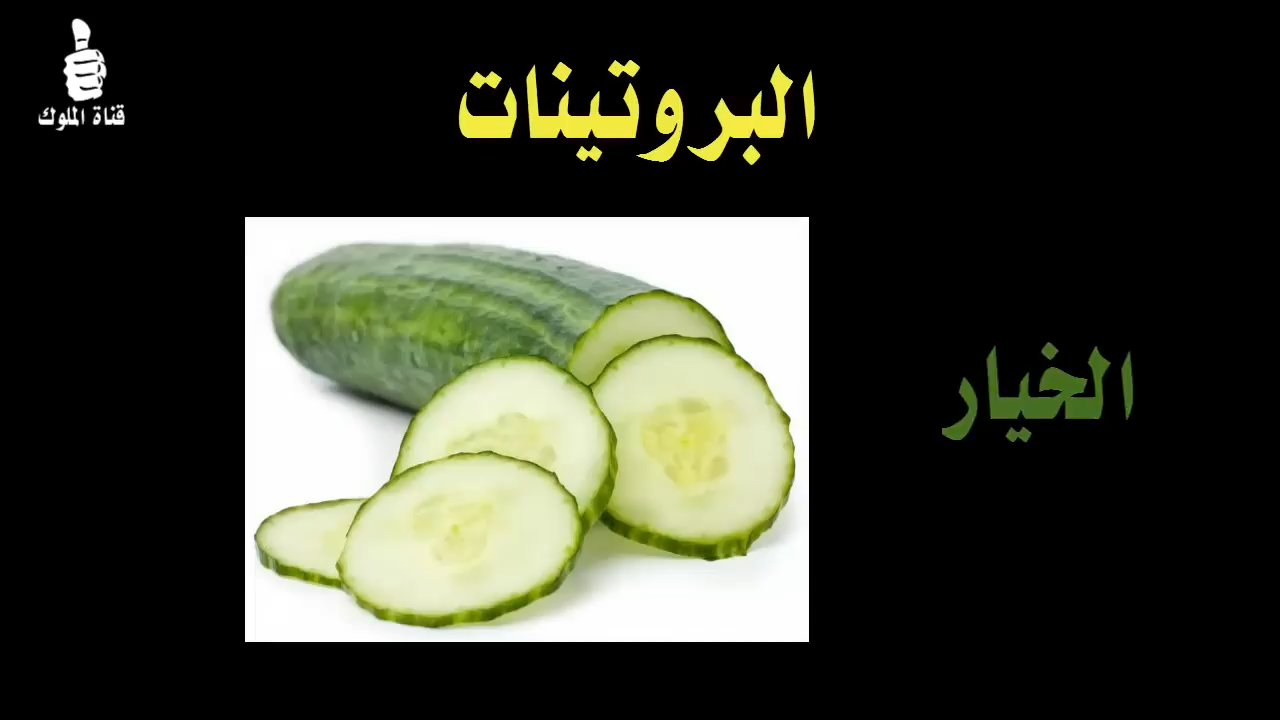 قناة الملوك
البروتينات
الخيار